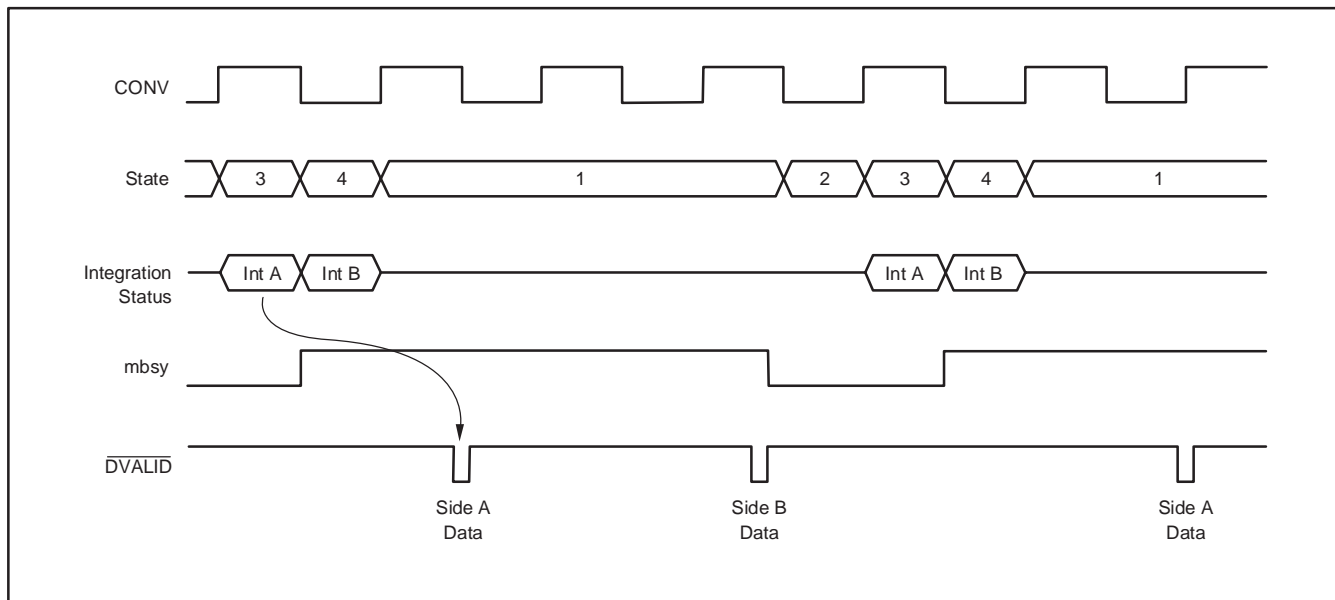 CONV
State
3
4
1
2
3
4
1
Integration
Status
Int A
Int B
Int A
Int B
mbsy
DVALID
Side A
Data
Side B
Data
Side A
Data